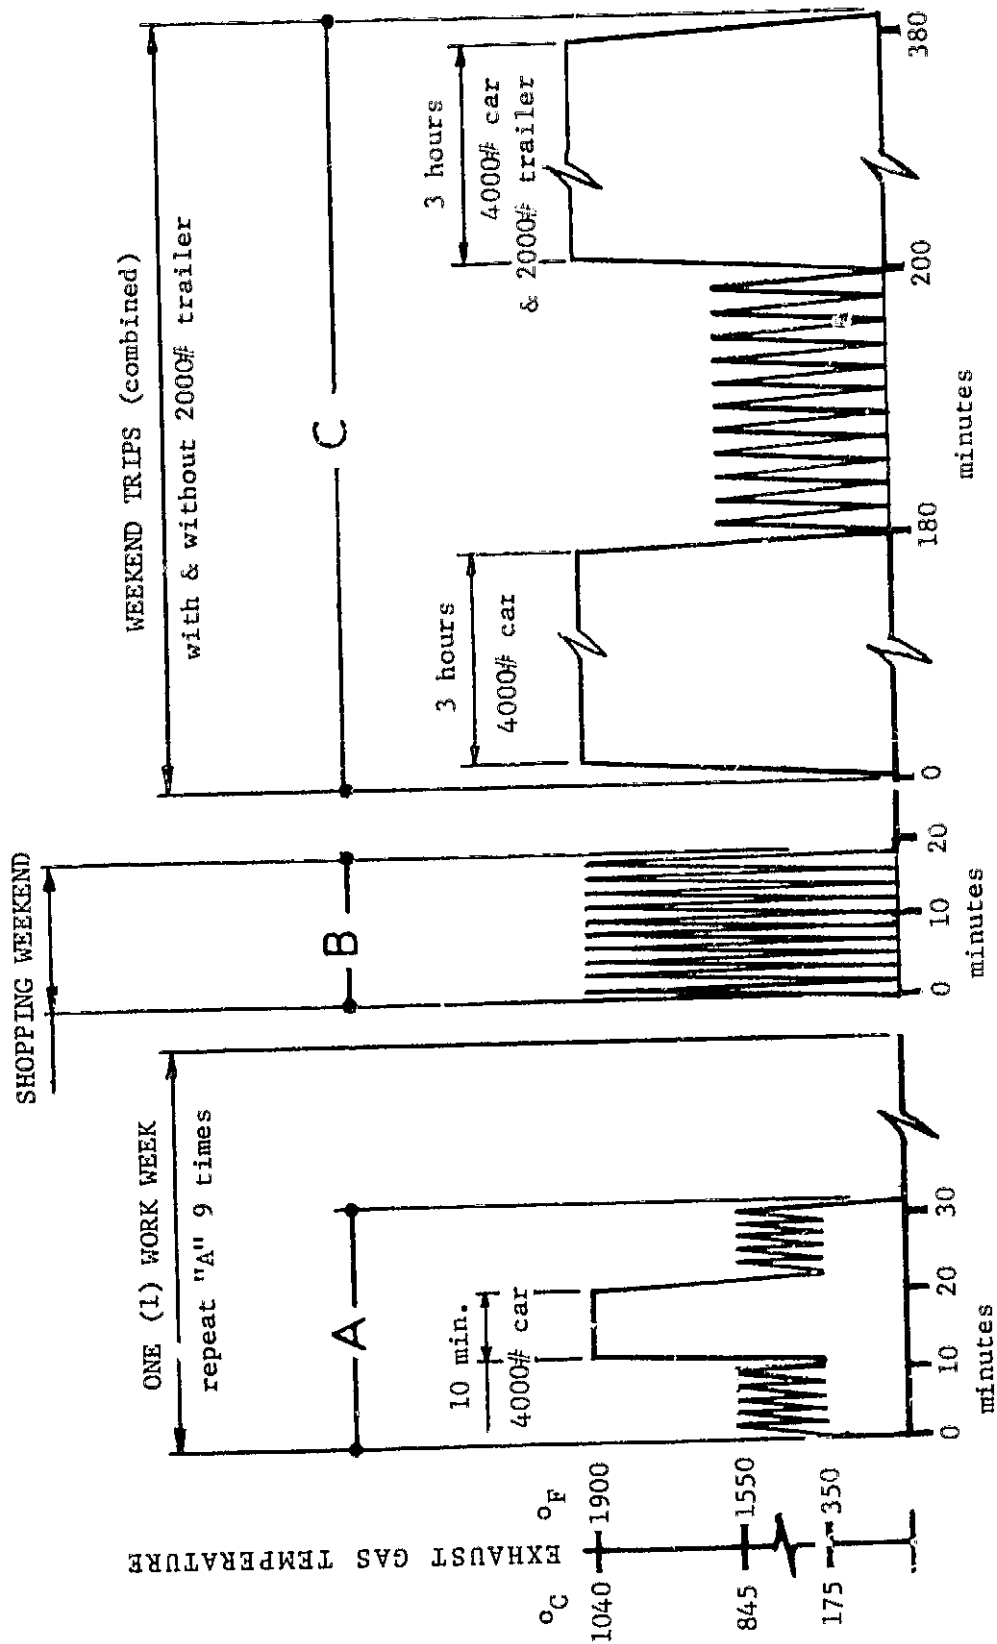 SHOPPING WEEKEND
ONE (1) WORK WEEK
repeat "A" 9 times
WEEKEND TRIPS (combined)
with & without 2000# trailer
A
B
C
10 min.
4000# car
3 hours
4000# car
3 hours
4000# car
& 2000# trailer
EXHAUST GAS TEMPERATURE
°C
°F
1040
1900
845
1550
175
350
0
10
20
30
minutes
0
10
20
minutes
0
180
200
380
minutes